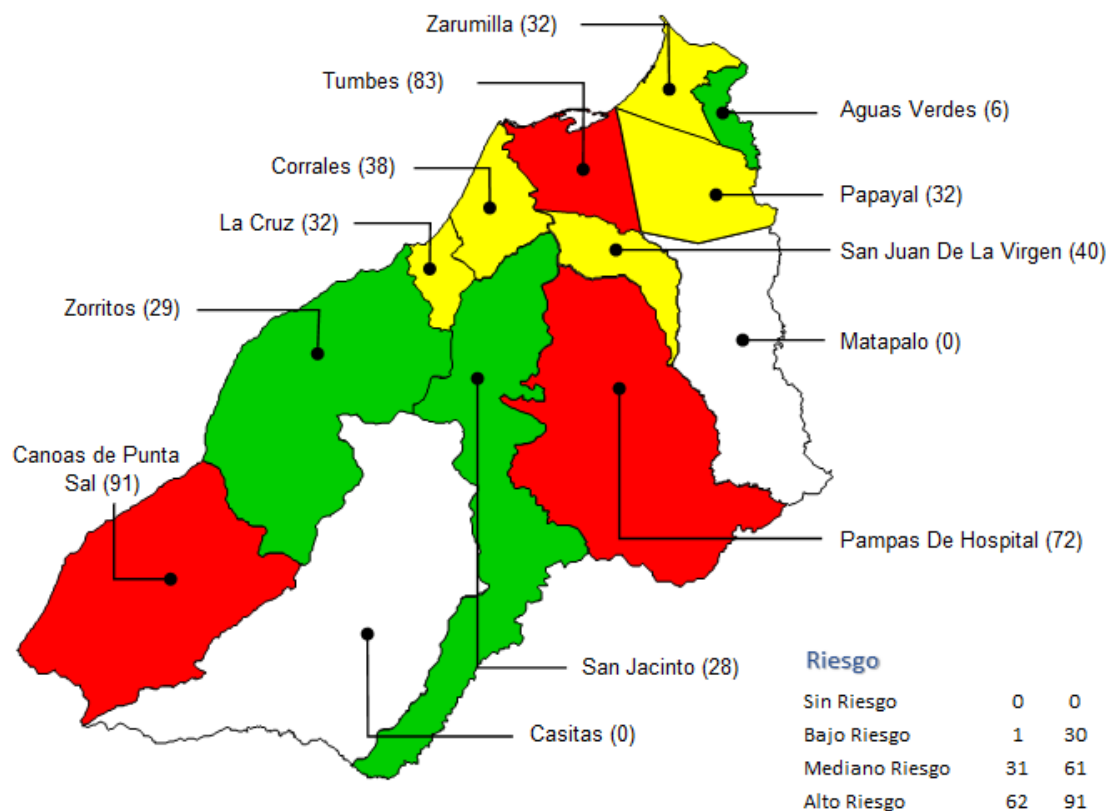 Zarumilla (32)
Tumbes (83)
Aguas Verdes (6)
Corrales (38)
Papayal (32)
La Cruz (32)
San Juan De La Virgen (40)
Zorritos (29)
Matapalo (0)
Canoas de Punta
Sal (91)
Pampas De Hospital (72)
San Jacinto (28)
Casitas (0)
Riesgo
Sin Riesgo 0 0
Bajo Riesgo 1 30
Mediano Riesgo 31 61
Alto Riesgo 62 91